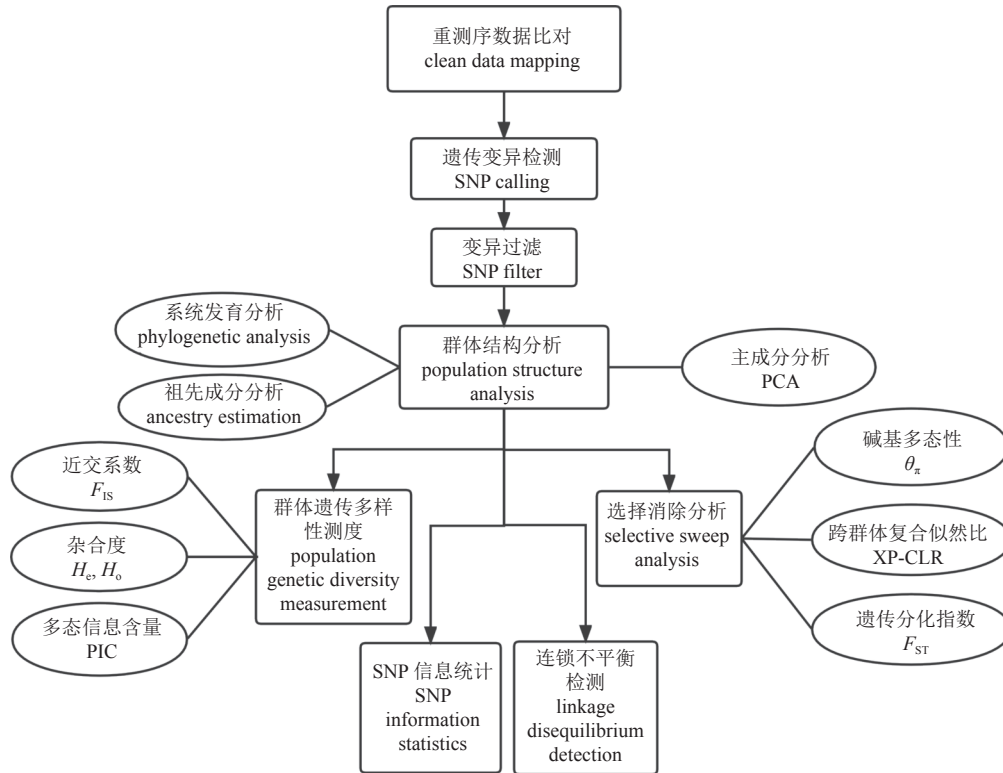 重测序数据比对
clean data mapping
遗传变异检测
SNP calling
变异过滤
SNP filter
系统发育分析
phylogenetic analysis
祖先成分分析
ancestry estimation
群体结构分析
population structure
analysis
主成分分析
PCA
近交系数
F_IS
杂合度
H_e, H_o
多态信息含量
PIC
群体遗传多样
性测度
population
genetic diversity
measurement
SNP 信息统计
SNP
information
statistics
连锁不平衡
检测
linkage
disequilibrium
detection
选择消除分析
selective sweep
analysis
碱基多态性
θ_π
跨群体复合似然比
XP-CLR
遗传分化指数
F_ST